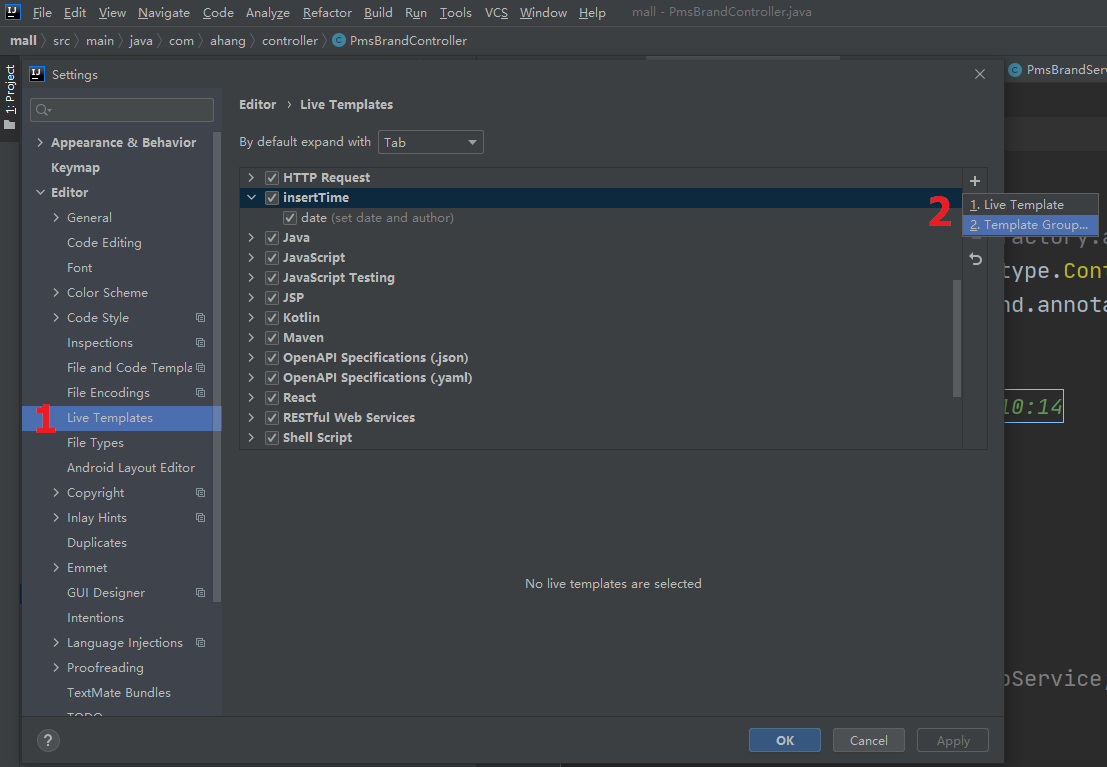 File Edit View Navigate Code Analyze Refactor Build Run Tools VCS Window Help mall - PmsBrandController.java
mall src main java com ahang controller C PmsBrandController
1: Project
IJ Settings
C PmsBrandServ
Editor › Live Templates
By default expand with Tab
Appearance & Behavior
Keymap
Editor
General
Code Editing
Font
Color Scheme
Code Style
Inspections
File and Code Templa
File Encodings
1 Live Templates
File Types
Android Layout Editor
Copyright
Inlay Hints
Duplicates
Emmet
GUI Designer
Intentions
Language Injections
Proofreading
TextMate Bundles
TODO
HTTP Request
insertTime
date (set date and author)
Java
JavaScript
JavaScript Testing
JSP
Kotlin
Maven
OpenAPI Specifications (.json)
OpenAPI Specifications (.yaml)
React
RESTful Web Services
Shell Script
2
1. Live Template
2. Template Group...
factory.a
type.Cont
nd.annota
10:14
oService,
No live templates are selected
? OK Cancel Apply